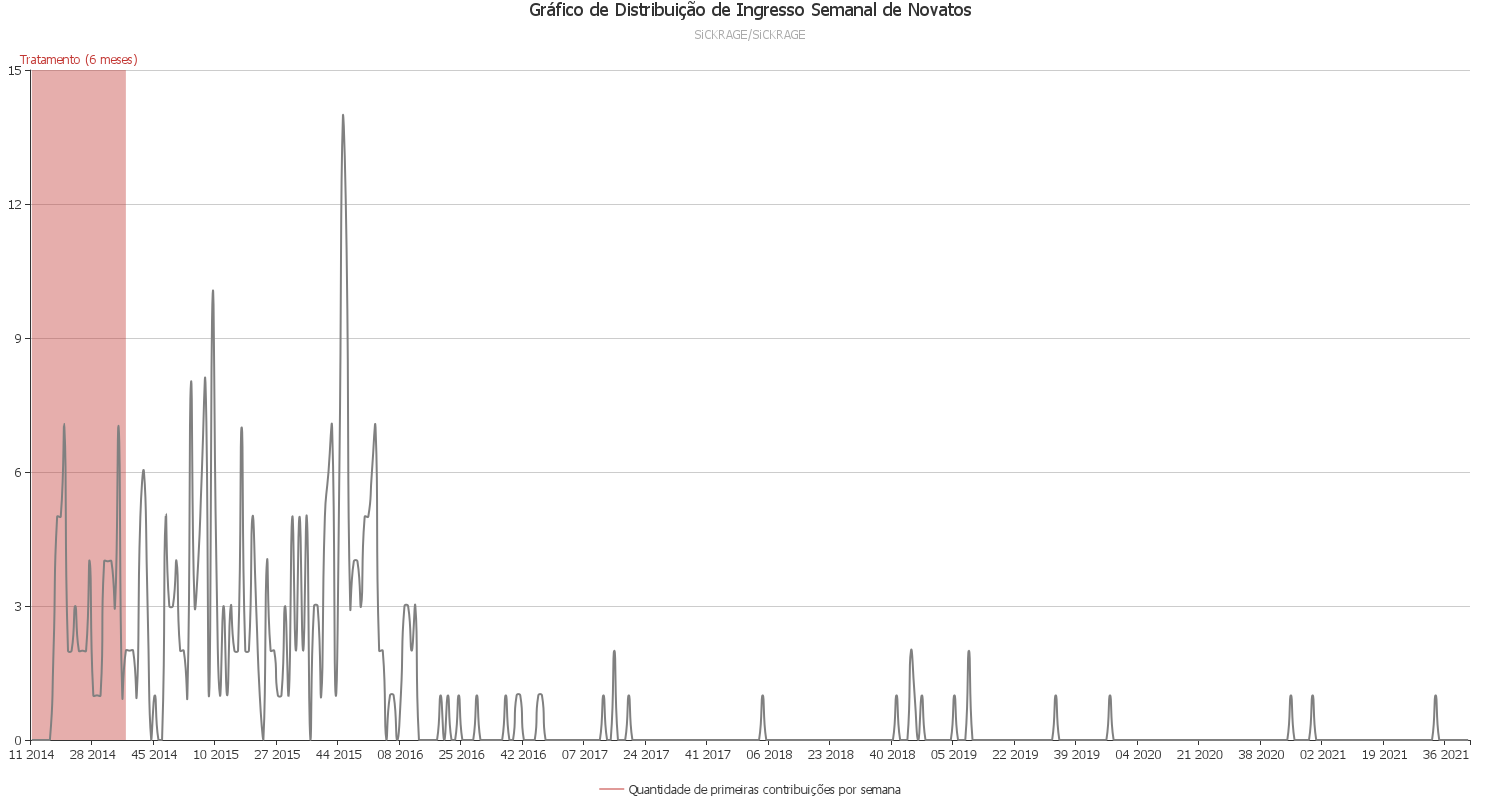 Gráfico de Distribuição de Ingresso Semanal de Novatos
SiCKRAGE/SiCKRAGE
Tratamento (6 meses)
15
12
9
6
3
0
11 2014 28 2014 45 2014 10 2015 27 2015 44 2015 08 2016 25 2016 42 2016 07 2017 24 2017 41 2017 06 2018 23 2018 40 2018 05 2019 22 2019 39 2019 04 2020 21 2020 38 2020 02 2021 19 2021 36 2021
Quantidade de primeiras contribuições por semana